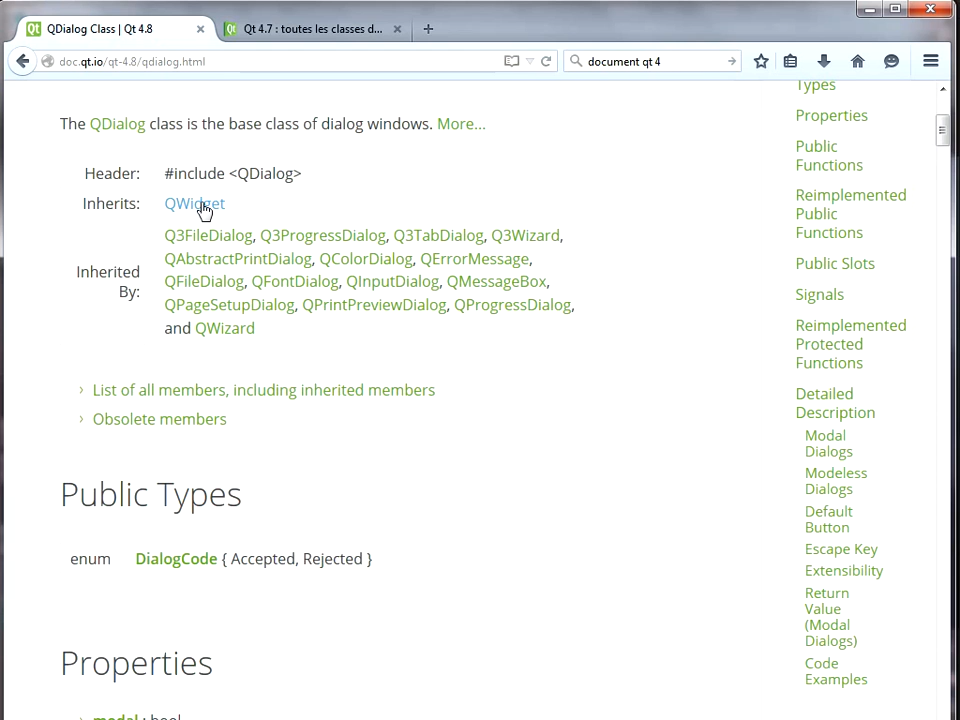 QDialog Class | Qt 4.8
Qt 4.7 : toutes les classes d...
doc.qt.io/qt-4.8/qdialog.html
document qt 4
The QDialog class is the base class of dialog windows. More...
Header: #include <QDialog>
Inherits: QWidget
Inherited By:
Q3FileDialog, Q3ProgressDialog, Q3TabDialog, Q3Wizard,
QAbstractPrintDialog, QColorDialog, QErrorMessage,
QFileDialog, QFontDialog, QInputDialog, QMessageBox,
QPageSetupDialog, QPrintPreviewDialog, QProgressDialog,
and QWizard
› List of all members, including inherited members
› Obsolete members
Public Types
enum DialogCode { Accepted, Rejected }
Properties
modal : bool
Types
Properties
Public
Functions
Reimplemented
Public
Functions
Public Slots
Signals
Reimplemented
Protected
Functions
Detailed
Description
Modal
Dialogs
Modeless
Dialogs
Default
Button
Escape Key
Extensibility
Return
Value
(Modal
Dialogs)
Code
Examples